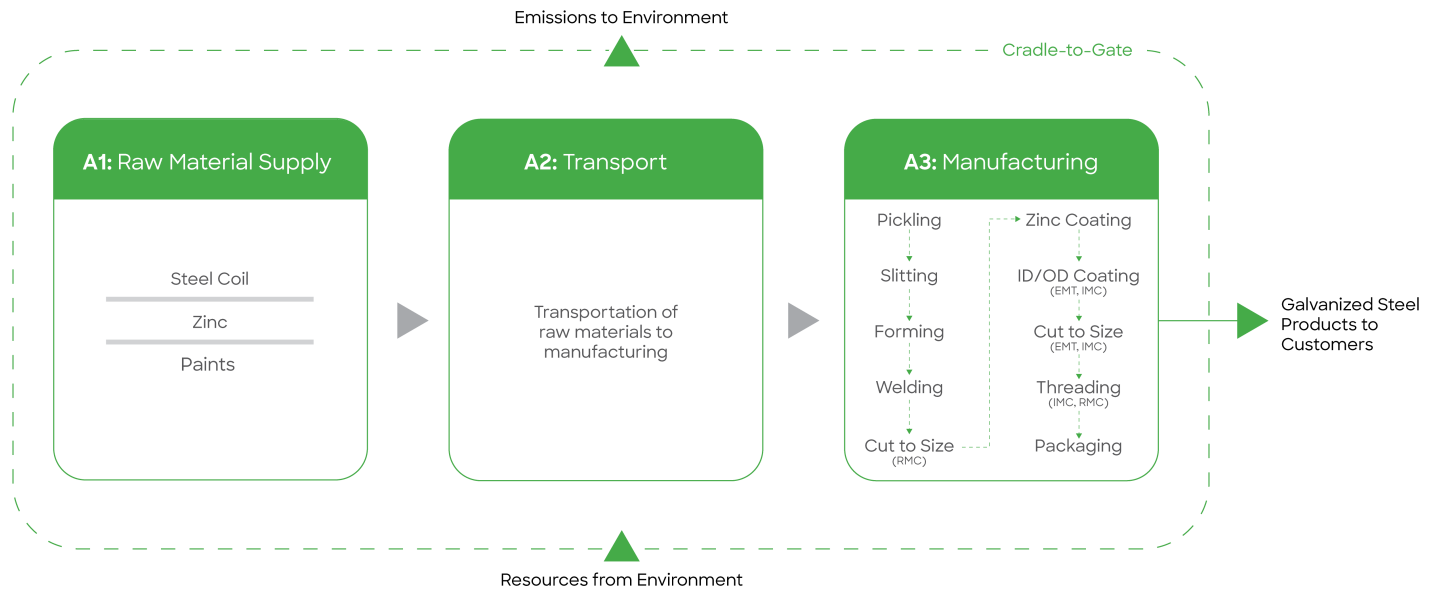 Emissions to Environment
Cradle-to-Gate
A1: Raw Material Supply
Steel Coil
Zinc
Paints
A2: Transport
Transportation of
raw materials to
manufacturing
A3: Manufacturing
Pickling
Slitting
Forming
Welding
Cut to Size
(RMC)
Zinc Coating
ID/OD Coating
(EMT, IMC)
Cut to Size
(EMT, IMC)
Threading
(IMC, RMC)
Packaging
Galvanized Steel
Products to
Customers
Resources from Environment